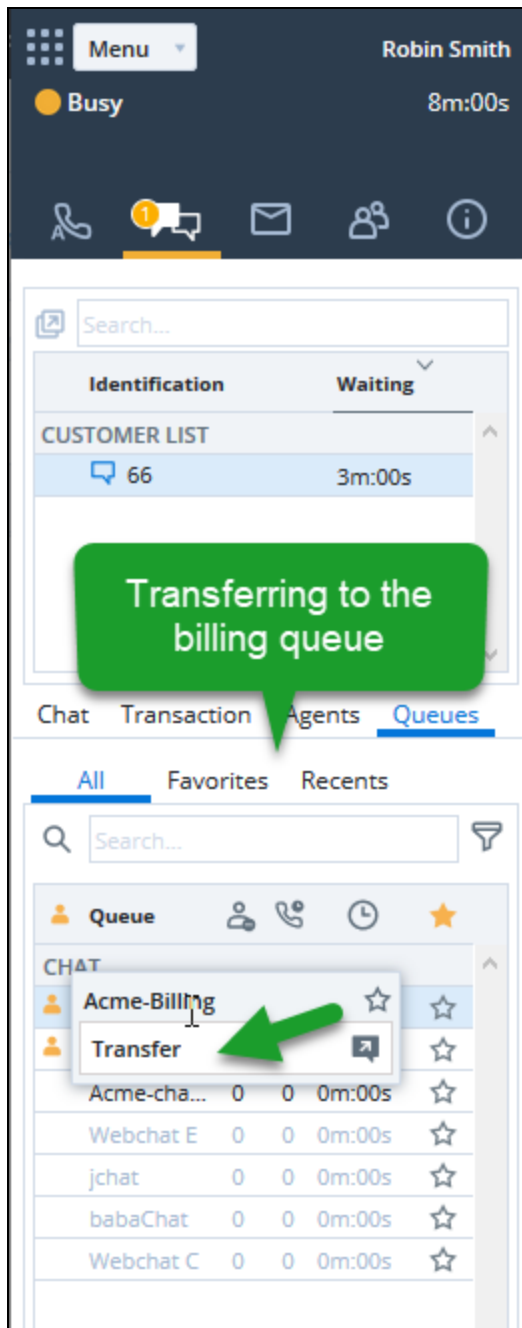 Menu Robin Smith
Busy 8m:00s
A 1
Search...
Identification Waiting
CUSTOMER LIST
66 3m:00s
Transferring to the
billing queue
Chat Transaction Agents Queues
All Favorites Recents
Search...
Queue
CHAT
Acme-Billing
Transfer
Acme-cha... 0 0 0m:00s
Webchat E 0 0 0m:00s
jchat 0 0 0m:00s
babaChat 0 0 0m:00s
Webchat C 0 0 0m:00s